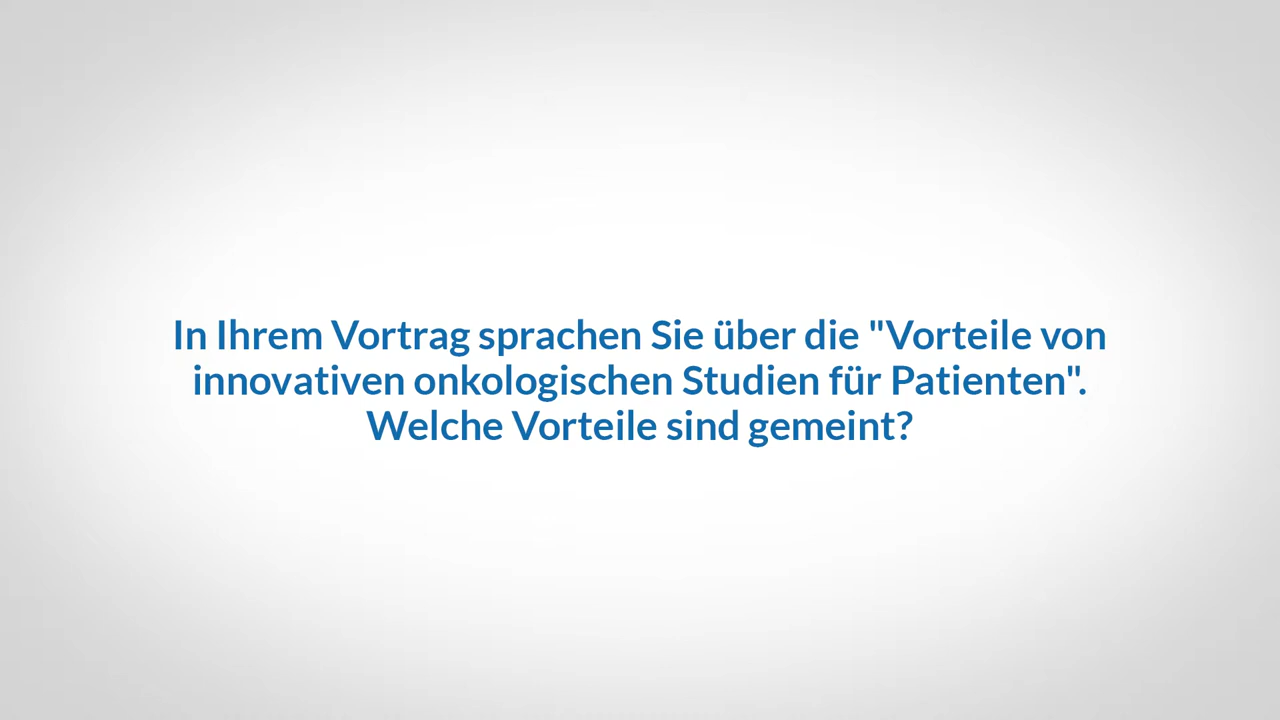 In Ihrem Vortrag sprachen Sie über die "Vorteile von
innovativen onkologischen Studien für Patienten".
Welche Vorteile sind gemeint?